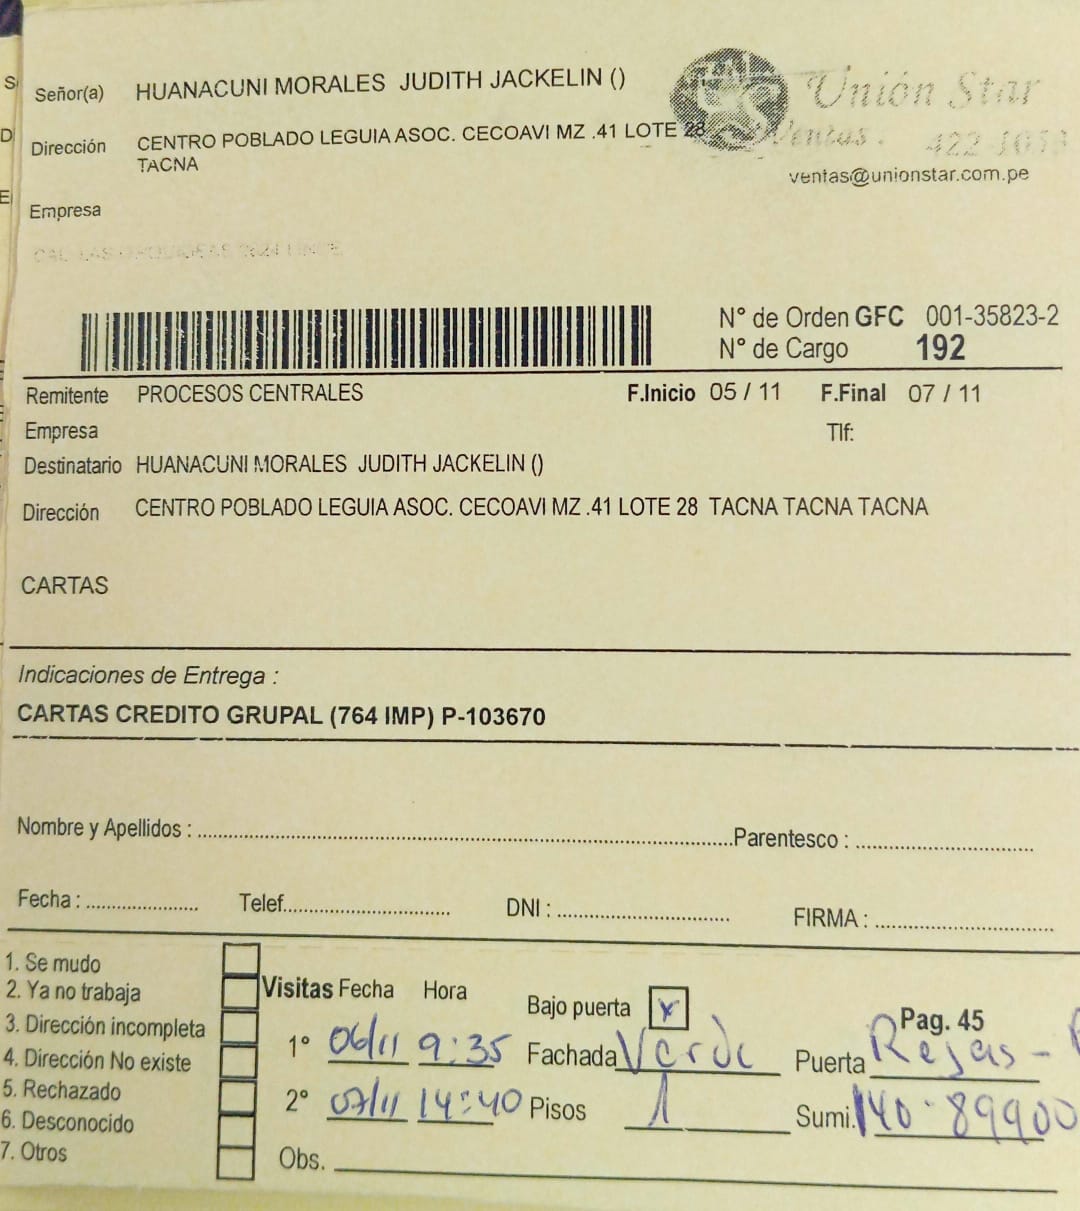 Señor(a) HUANACUNI MORALES JUDITH JACKELIN ()
Unión Star
Dirección CENTRO POBLADO LEGUIA ASOC. CECOAVI MZ .41 LOTE 28
TACNA
Ventas . 422-1653
ventas@unionstar.com.pe
Empresa
N° de Orden GFC 001-35823-2
N° de Cargo 192
Remitente PROCESOS CENTRALES F.Inicio 05 / 11 F.Final 07 / 11
Empresa Tlf:
Destinatario HUANACUNI MORALES JUDITH JACKELIN ()
Dirección CENTRO POBLADO LEGUIA ASOC. CECOAVI MZ .41 LOTE 28 TACNA TACNA TACNA
CARTAS
Indicaciones de Entrega :
CARTAS CREDITO GRUPAL (764 IMP) P-103670
Nombre y Apellidos : Parentesco :
Fecha : Telef. DNI : FIRMA :
1. Se mudo
2. Ya no trabaja
3. Dirección incompleta
4. Dirección No existe
5. Rechazado
6. Desconocido
7. Otros
Visitas Fecha Hora Bajo puerta x Pag. 45
1° 06/11 9:35 Fachada Verde Puerta Rejas -
2° 07/11 14:40 Pisos 1 Sumi. 140-89900
Obs.